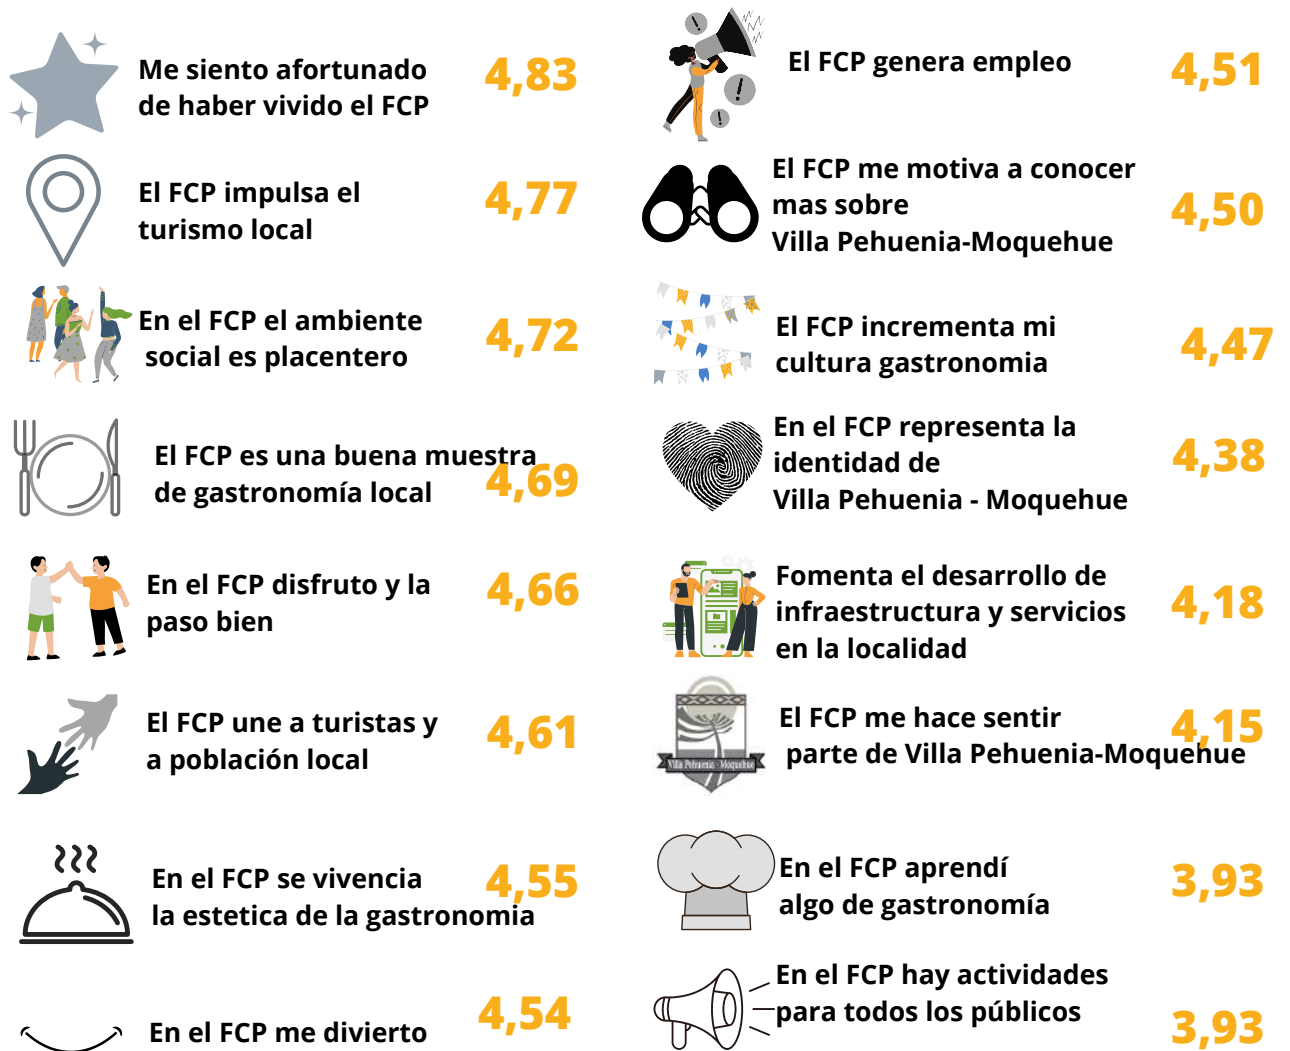 Me siento afortunado
de haber vivido el FCP
4,83
El FCP impulsa el
turismo local
4,77
En el FCP el ambiente
social es placentero
4,72
El FCP es una buena muestra
de gastronomía local
4,69
En el FCP disfruto y la
paso bien
4,66
El FCP une a turistas y
a población local
4,61
En el FCP se vivencia
la estetica de la gastronomia
4,55
En el FCP me divierto
4,54
El FCP genera empleo
4,51
El FCP me motiva a conocer
mas sobre
Villa Pehuenia-Moquehue
4,50
El FCP incrementa mi
cultura gastronomia
4,47
En el FCP representa la
identidad de
Villa Pehuenia - Moquehue
4,38
Fomenta el desarrollo de
infraestructura y servicios
en la localidad
4,18
Villa Pehuenia - Moquehue
El FCP me hace sentir
parte de Villa Pehuenia-Moquehue
4,15
En el FCP aprendí
algo de gastronomía
3,93
En el FCP hay actividades
para todos los públicos
3,93